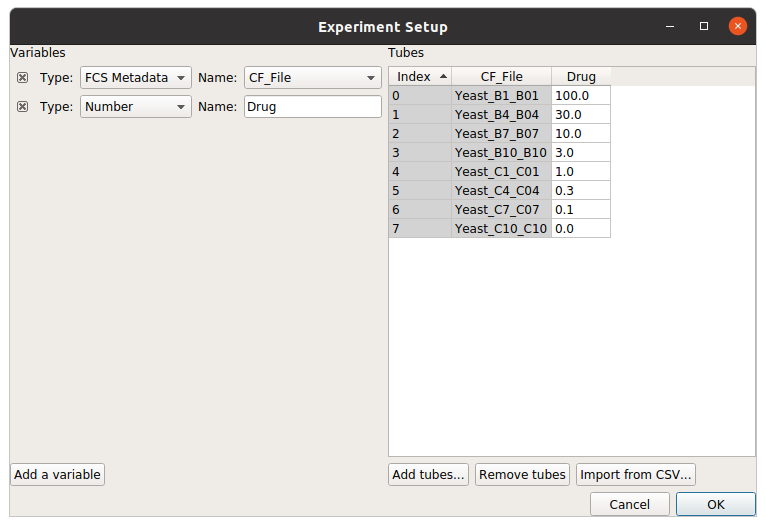 Experiment Setup
Variables
Type: FCS Metadata Name: CF_File
Type: Number Name: Drug
Add a variable
Tubes
Index CF_File Drug
0 Yeast_B1_B01 100.0
1 Yeast_B4_B04 30.0
2 Yeast_B7_B07 10.0
3 Yeast_B10_B10 3.0
4 Yeast_C1_C01 1.0
5 Yeast_C4_C04 0.3
6 Yeast_C7_C07 0.1
7 Yeast_C10_C10 0.0
Add tubes... Remove tubes Import from CSV...
Cancel OK